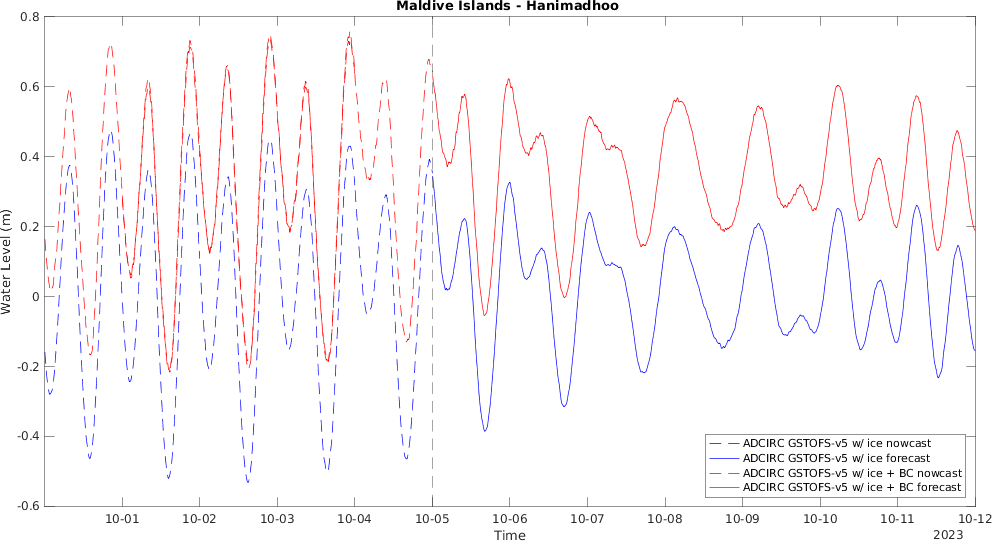 Maldive Islands - Hanimadhoo
0.8
0.6
0.4
0.2
0
-0.2
-0.4
-0.6
Water Level (m)
ADCIRC GSTOFS-v5 w/ ice nowcast
ADCIRC GSTOFS-v5 w/ ice forecast
ADCIRC GSTOFS-v5 w/ ice + BC nowcast
ADCIRC GSTOFS-v5 w/ ice + BC forecast
10-01 10-02 10-03 10-04 10-05 10-06 10-07 10-08 10-09 10-10 10-11 10-12
Time
2023